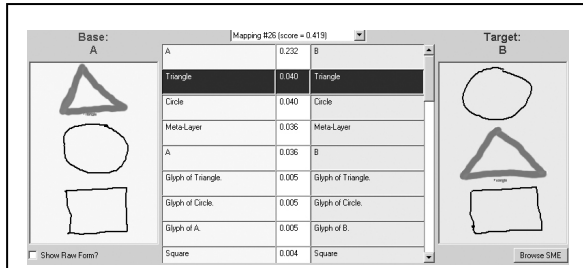 Base:
A
Mapping #26 (score = 0.419)
Target:
B
A 0.232 B
Triangle 0.040 Triangle
Circle 0.040 Circle
Meta-Layer 0.036 Meta-Layer
A 0.036 B
Glyph of Triangle. 0.005 Glyph of Triangle.
Glyph of Circle. 0.005 Glyph of Circle.
Glyph of A. 0.005 Glyph of B.
Square 0.004 Square
Triangle
Show Raw Form?
Browse SME